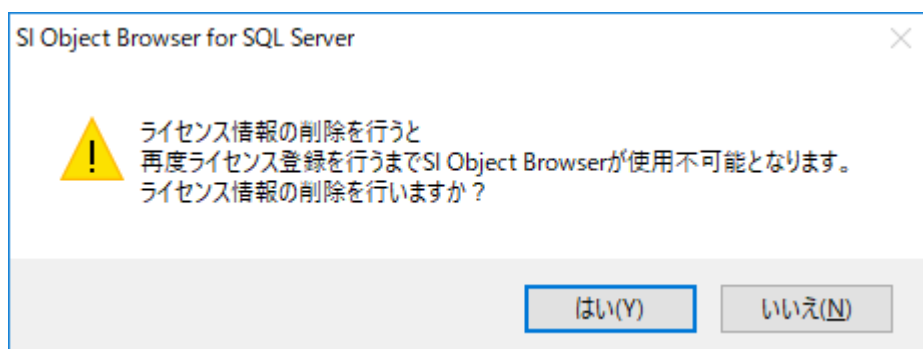 SI Object Browser for SQL Server
ライセンス情報の削除を行うと
再度ライセンス登録を行うまでSI Object Browserが使用不可能となります。
ライセンス情報の削除を行いますか？
はい(Y)
いいえ(N)